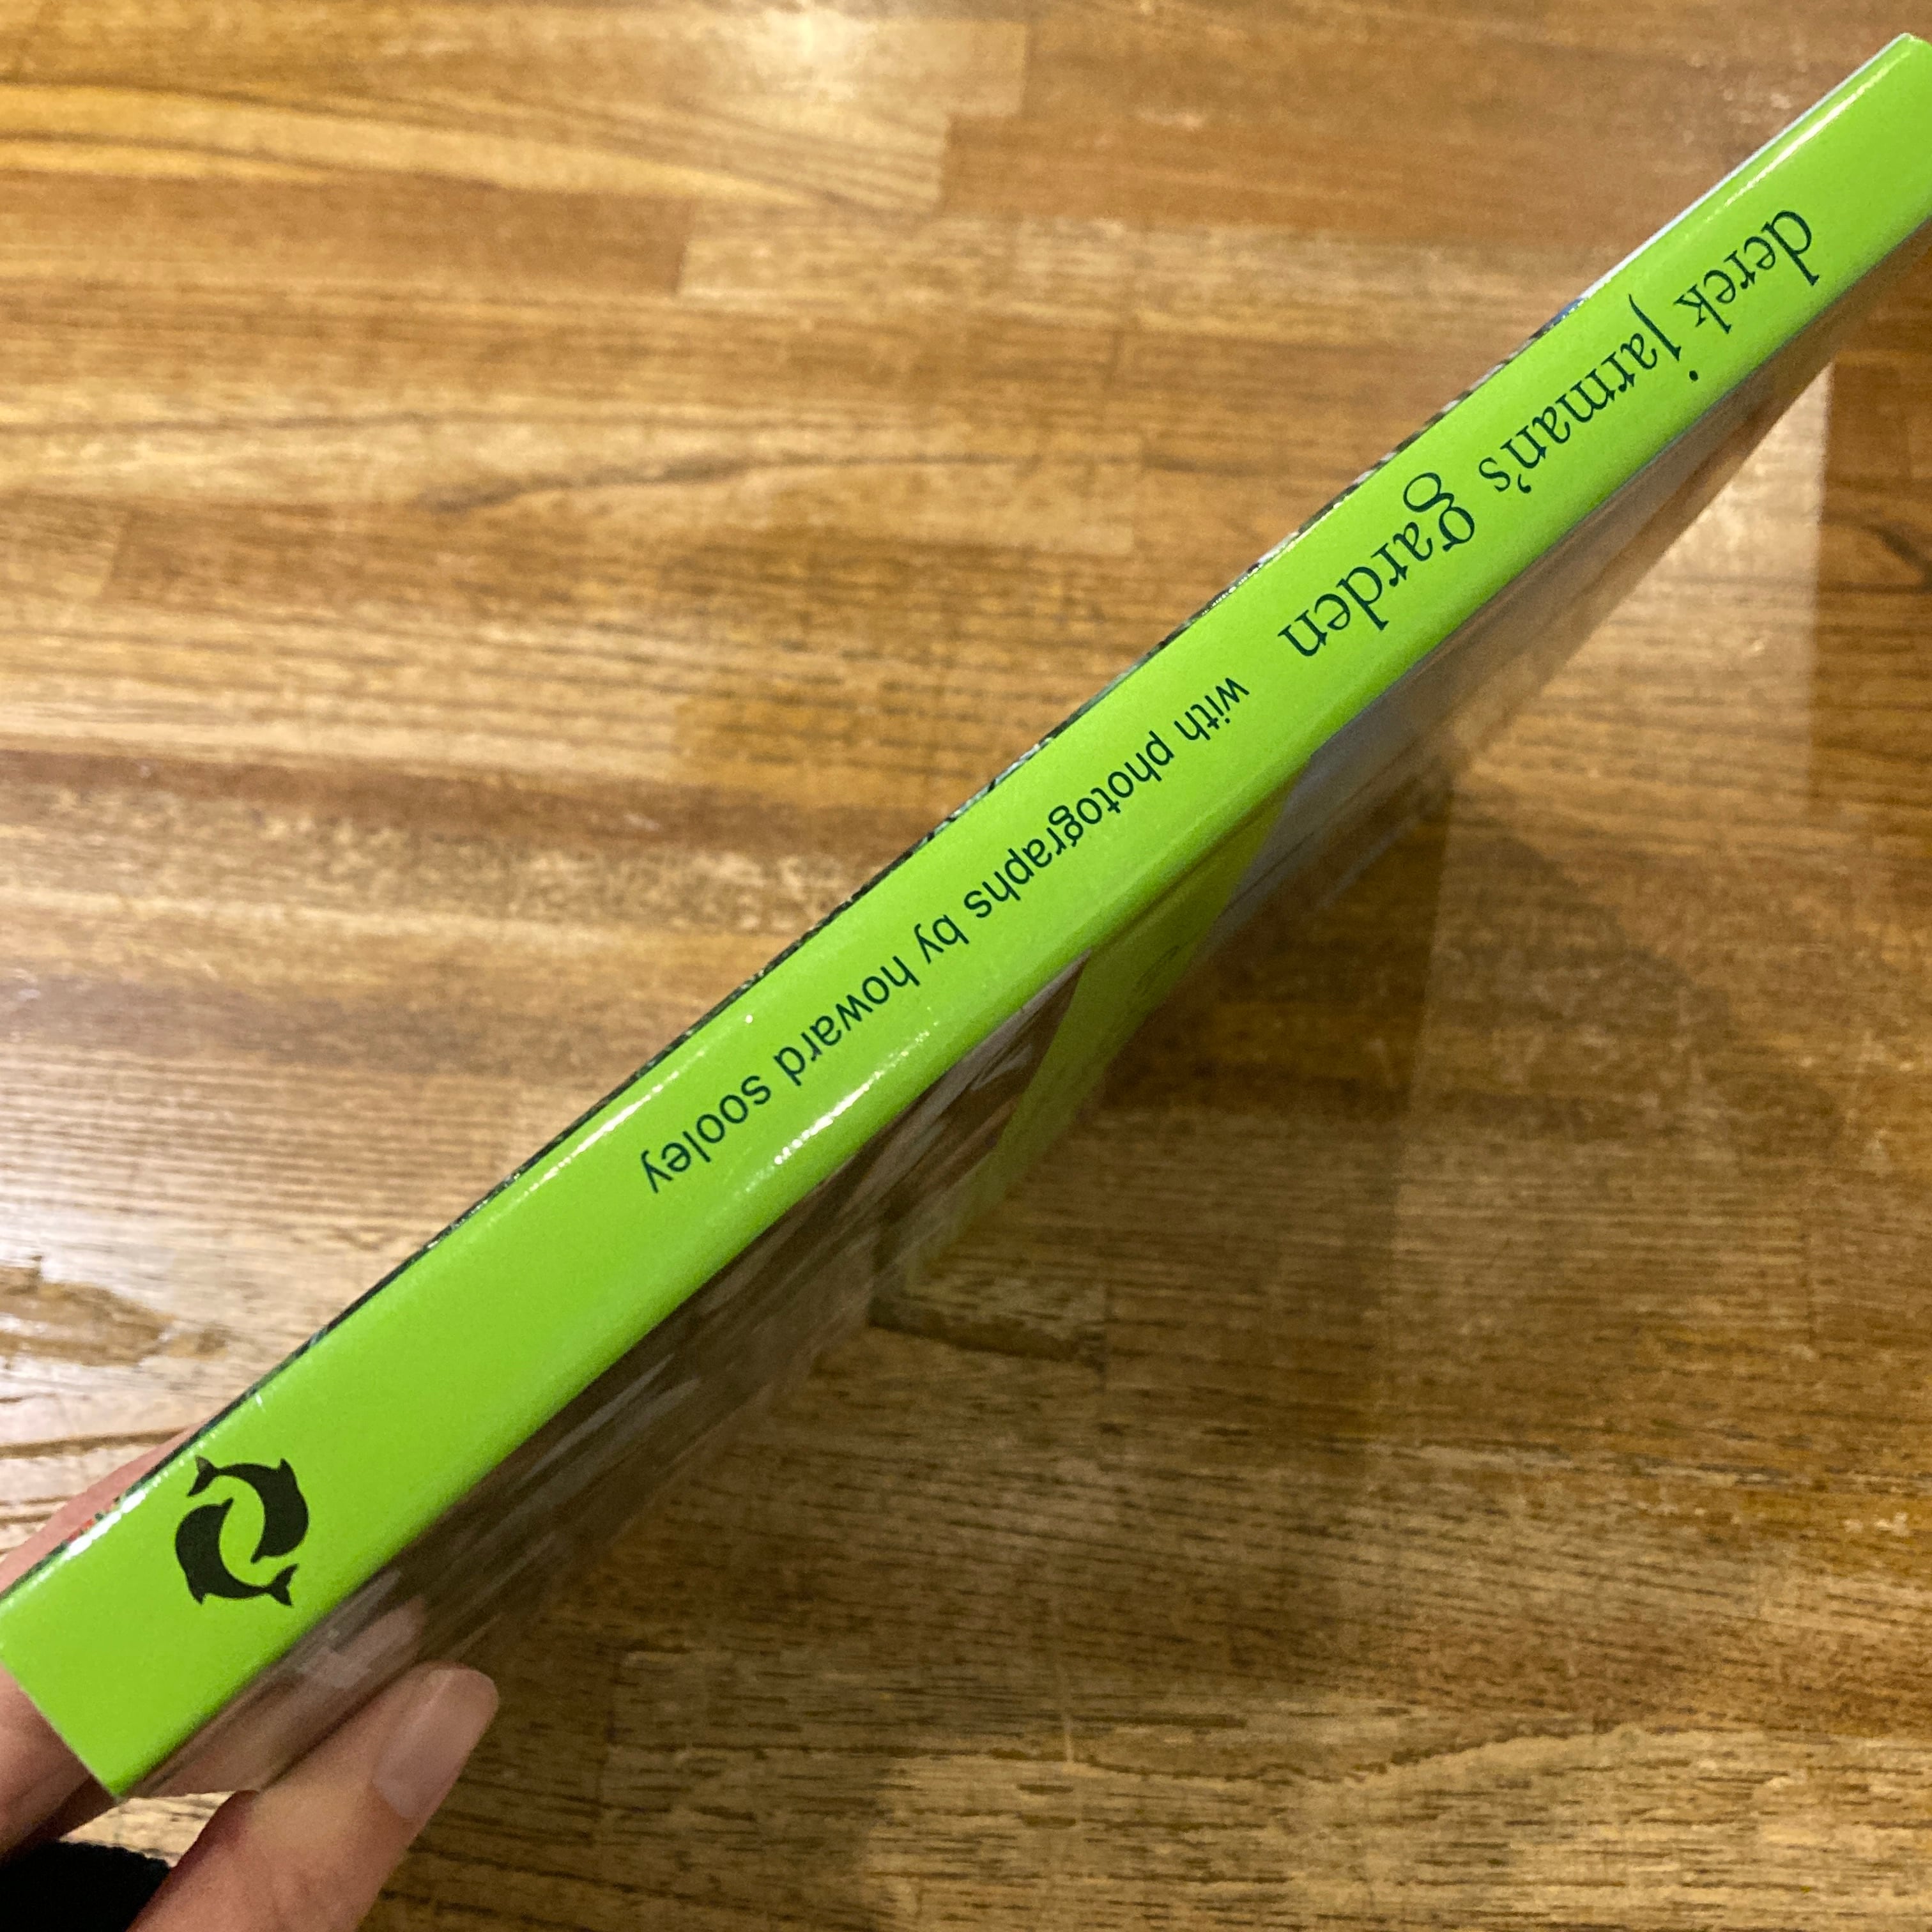 derek jarman's garden with photographs by howard sooley